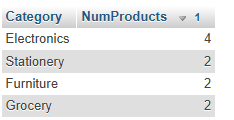 Category NumProducts 1
Electronics 4
Stationery 2
Furniture 2
Grocery 2